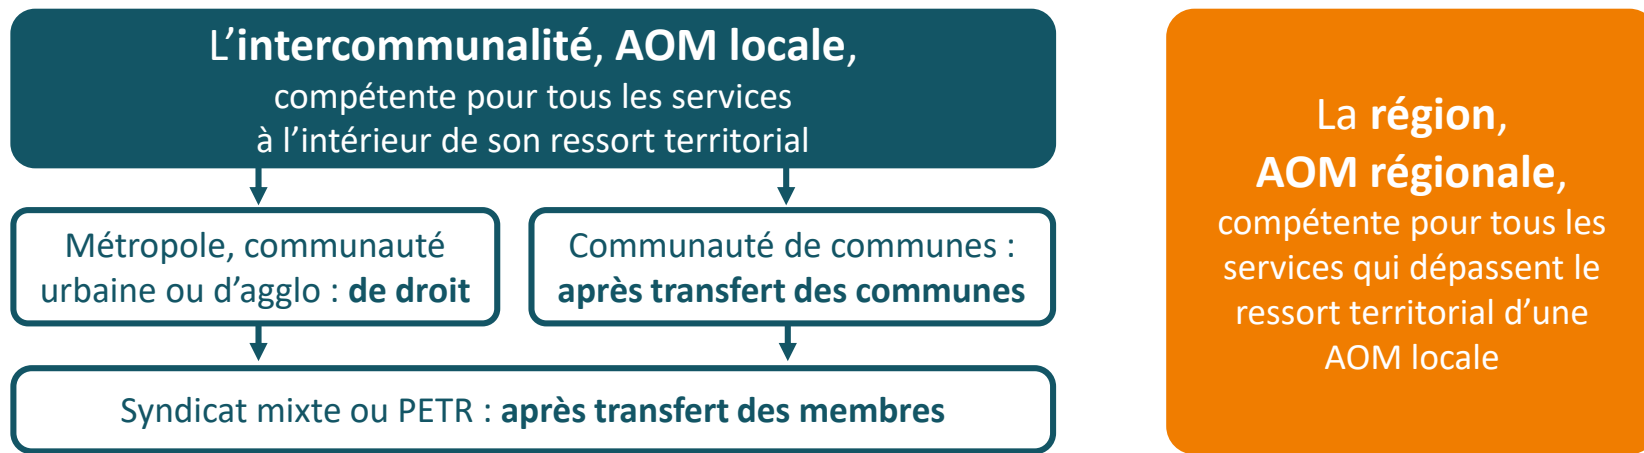 L’intercommunalité, AOM locale,
compétente pour tous les services
à l’intérieur de son ressort territorial
Métropole, communauté
urbaine ou d’agglo : de droit
Communauté de communes :
après transfert des communes
Syndicat mixte ou PETR : après transfert des membres
La région,
AOM régionale,
compétente pour tous les
services qui dépassent le
ressort territorial d’une
AOM locale